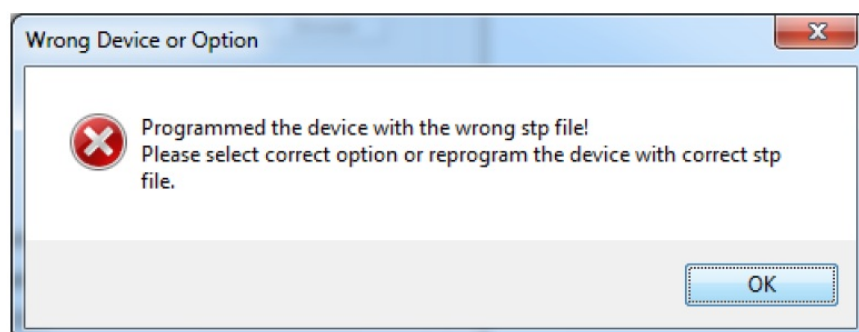 Wrong Device or Option
Programmed the device with the wrong stp file!
Please select correct option or reprogram the device with correct stp
file.
OK